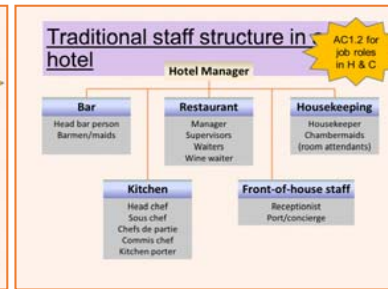 Traditional staff structure in
hotel
AC1.2 for
job roles
in H & C
Hotel Manager
Bar
Head bar person
Barmen/maids
Restaurant
Manager
Supervisors
Waiters
Wine waiter
Housekeeping
Housekeeper
Chambermaids
(room attendants)
Kitchen
Head chef
Sous chef
Chefs de partie
Commis chef
Kitchen porter
Front-of-house staff
Receptionist
Port/concierge